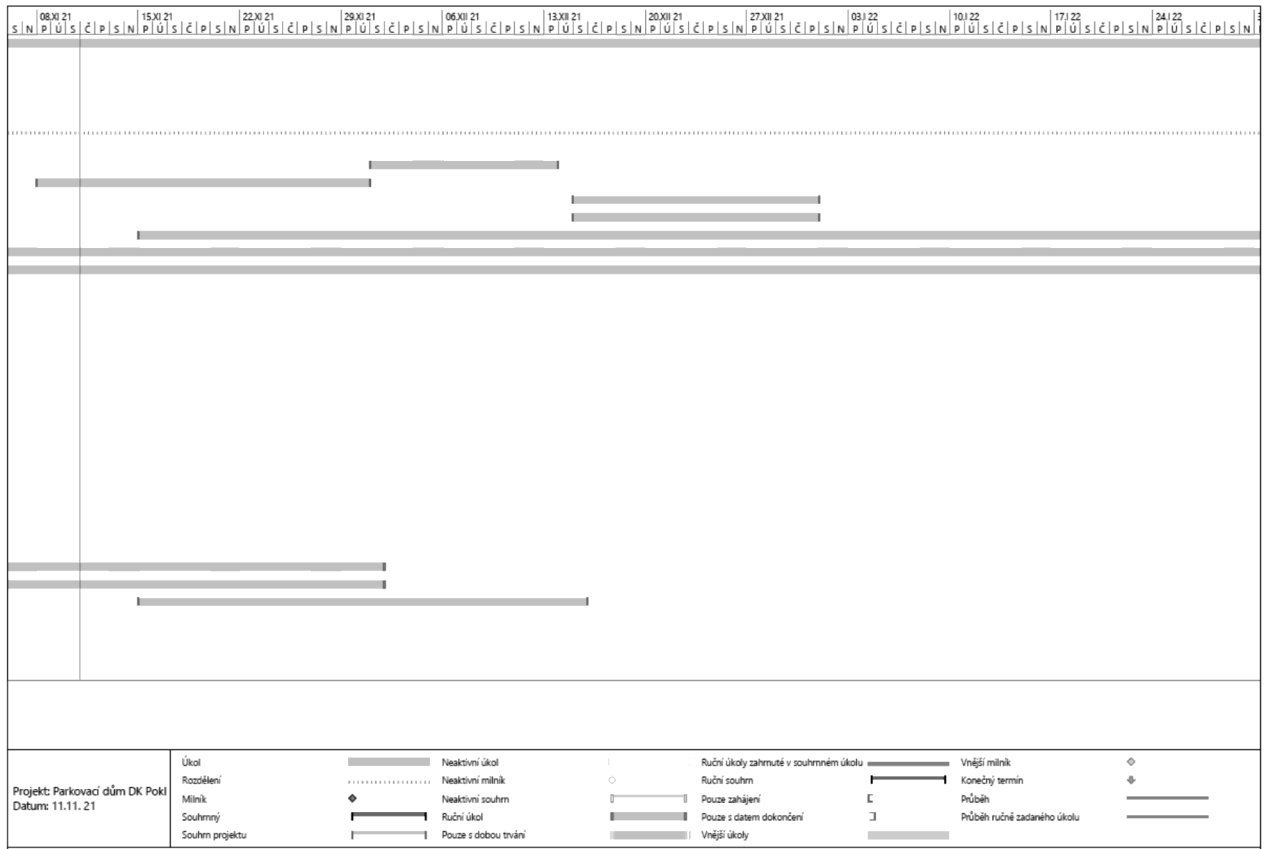 08.XI 21 15.XI 21 22.XI 21 29.XI 21 06.XII 21 13.XII 21 20.XII 21 27.XII 21 03.I 22 10.I 22 17.I 22 24.I 22 3
S N P Ú S Č P S N P Ú S Č P S N P Ú S Č P S N P Ú S Č P S N P Ú S Č P S N P Ú S Č P S N P Ú S Č P S N P Ú S Č P S N P Ú S Č P S N P Ú S Č P S N P Ú S Č P S N P Ú S Č P S N
Projekt: Parkovací dům DK Pokl
Datum: 11.11. 21
Úkol
Rozdělení
Milník
Souhrnný
Souhrn projektu
Neaktivní úkol
Neaktivní milník
Neaktivní souhrn
Ruční úkol
Pouze s dobou trvání
Ruční úkoly zahrnuté v souhrnném úkolu
Ruční souhrn
Pouze zahájení
Pouze s datem dokončení
Vnější úkoly
Vnější milník
Konečný termín
Průběh
Průběh ručně zadaného úkolu